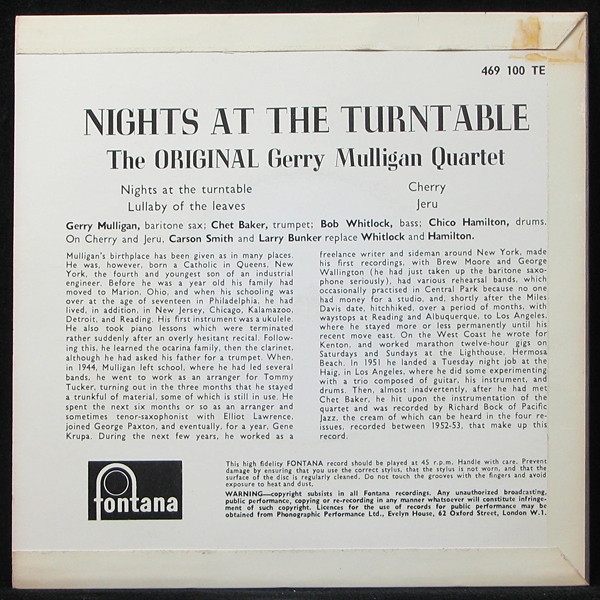 469 100 TE
NIGHTS AT THE TURNTABLE
The ORIGINAL Gerry Mulligan Quartet
Nights at the turntable
Lullaby of the leaves
Cherry
Jeru
Gerry Mulligan, baritone sax; Chet Baker, trumpet; Bob Whitlock, bass; Chico Hamilton, drums.
On Cherry and Jeru, Carson Smith and Larry Bunker replace Whitlock and Hamilton.
Mulligan's birthplace has been given as in many places.
He was, however, born a Catholic in Queens, New
York, the fourth and youngest son of an industrial
engineer. Before he was a year old his family had
moved to Marion, Ohio, and when his schooling was
over at the age of seventeen in Philadelphia, he had
lived, in addition, in New Jersey, Chicago, Kalamazoo,
Detroit, and Reading. His first instrument was a ukulele.
He also took piano lessons which were terminated
rather suddenly after an overly hesitant recital. Follow-
ing this, he learned the ocarina family, then the clarinet,
although he had asked his father for a trumpet. When,
in 1944, Mulligan left school, where he had led several
bands, he went to work as an arranger for Tommy
Tucker, turning out in the three months that he stayed
a trunkful of material, some of which is still in use. He
spent the next six months or so as an arranger and
sometimes tenor-saxophonist with Elliot Lawrence,
joined George Paxton, and eventually, for a year, Gene
Krupa. During the next few years, he worked as a
freelance writer and sideman around New York, made
his first recordings, with Brew Moore and George
Wallington (he had just taken up the baritone saxo-
phone seriously), had various rehearsal bands, which
occasionally practised in Central Park because no one
had money for a studio, and, shortly after the Miles
Davis date, hitchhiked, over a period of months, with
waystops at Reading and Albuquerque, to Los Angeles,
where he stayed more or less permanently until his
recent move east. On the West Coast he wrote for
Kenton, and worked marathon twelve-hour gigs on
Saturdays and Sundays at the Lighthouse, Hermosa
Beach. In 1951 he landed a Tuesday night job at the
Haig, in Los Angeles, where he did some experimenting
with a trio composed of guitar, his instrument, and
drums. Then, almost inadvertently, after he had met
Chet Baker, he hit upon the instrumentation of the
quartet and was recorded by Richard Bock of Pacific
Jazz, the cream of which can be heard in the four re-
issues, recorded between 1952-53, that make up this
record.
fontana
This high fidelity FONTANA record should be played at 45 r.p.m. Handle with care. Prevent
damage by ensuring that you use the correct stylus, that the stylus is not worn, and that the
surface of the disc is regularly cleaned. Do not touch the grooves with the fingers and avoid
exposure to heat and dust.
WARNING—copyright subsists in all Fontana recordings. Any unauthorized broadcasting,
public performance, copying or re-recording in any manner whatsoever will constitute infringe-
ment of such copyright. Licences for the use of records for public performance may be
obtained from Phonographic Performance Ltd., Evelyn House, 62 Oxford Street, London W.1.